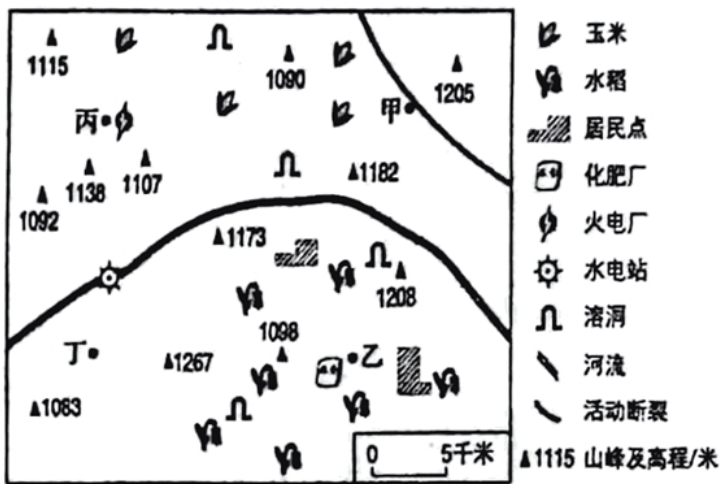 1115
1090
1205
丙
甲
1138
1107
1182
1092
1173
1208
丁
1098
乙
1267
1083
化肥
0 5千米
玉米
水稻
居民点
化肥厂
火电厂
水电站
溶洞
河流
活动断裂
1115 山峰及高程/米